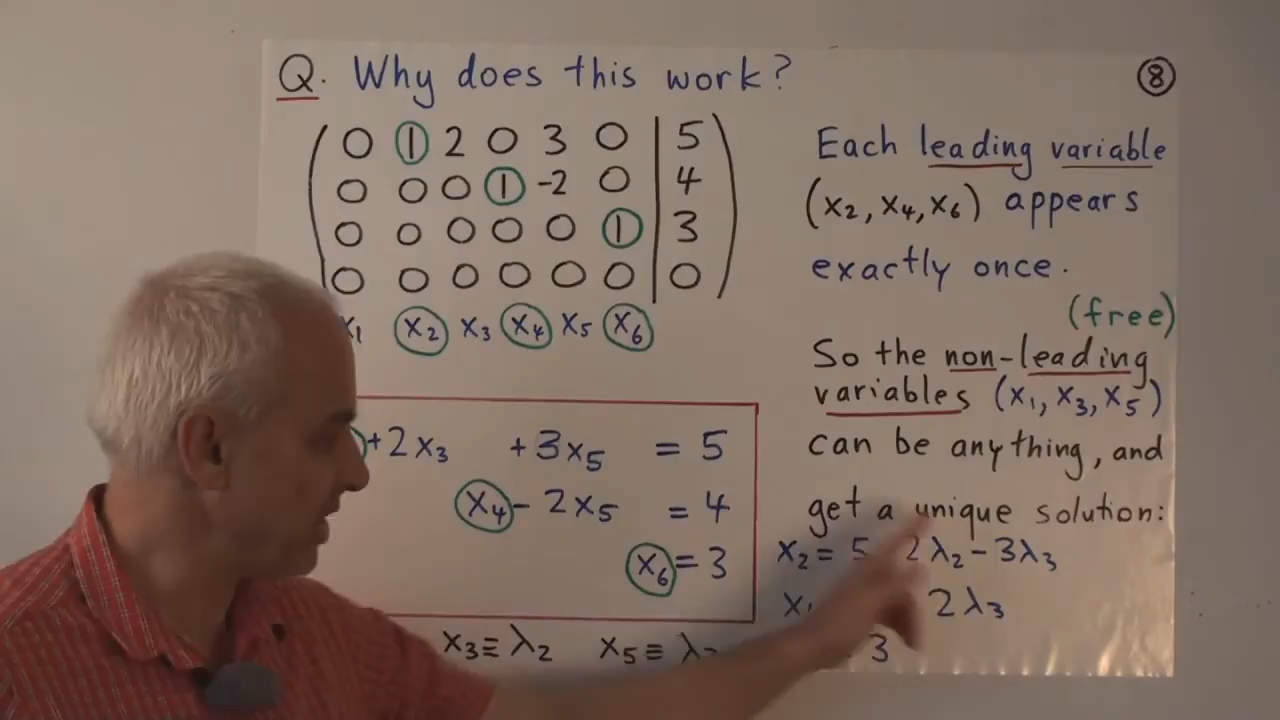 Q. Why does this work?
8
0 1 2 0 3 0 | 5
0 0 0 1 -2 0 | 4
0 0 0 0 0 1 | 3
0 0 0 0 0 0 | 0
x₂ x₃ x₄ x₅ x₆
+2x₃ +3x₅ = 5
x₄ - 2x₅ = 4
x₆ = 3
x₃ ≡ λ₂ x₅ ≡
Each leading variable
(x₂, x₄, x₆) appears
exactly once.
(free)
So the non-leading
variables (x₁, x₃, x₅)
can be anything, and
get a unique solution:
x₂ = 5 2λ₂ - 3λ₃
2λ₃
3